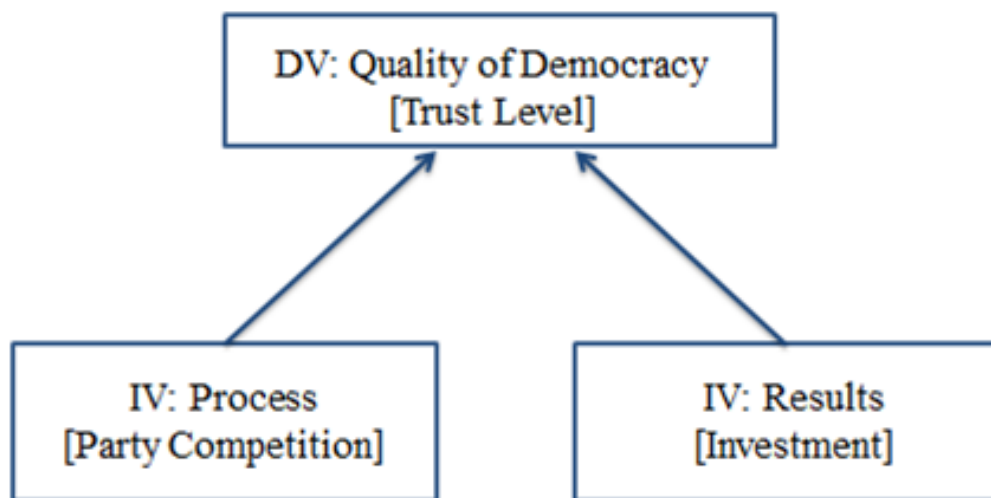 DV: Quality of Democracy
[Trust Level]
IV: Process
[Party Competition]
IV: Results
[Investment]